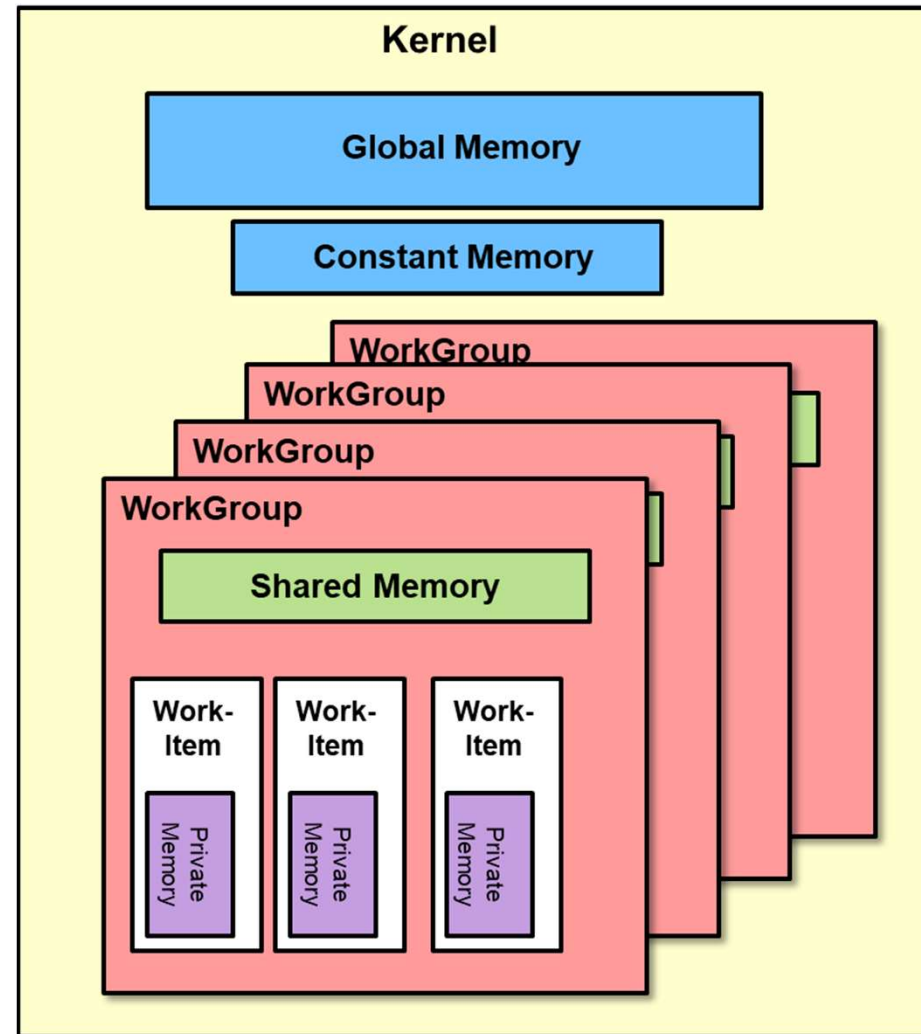 Kernel
Global Memory
Constant Memory
WorkGroup
WorkGroup
WorkGroup
WorkGroup
Shared Memory
Work-
Item
Private
Memory
Work-
Item
Private
Memory
Work-
Item
Private
Memory